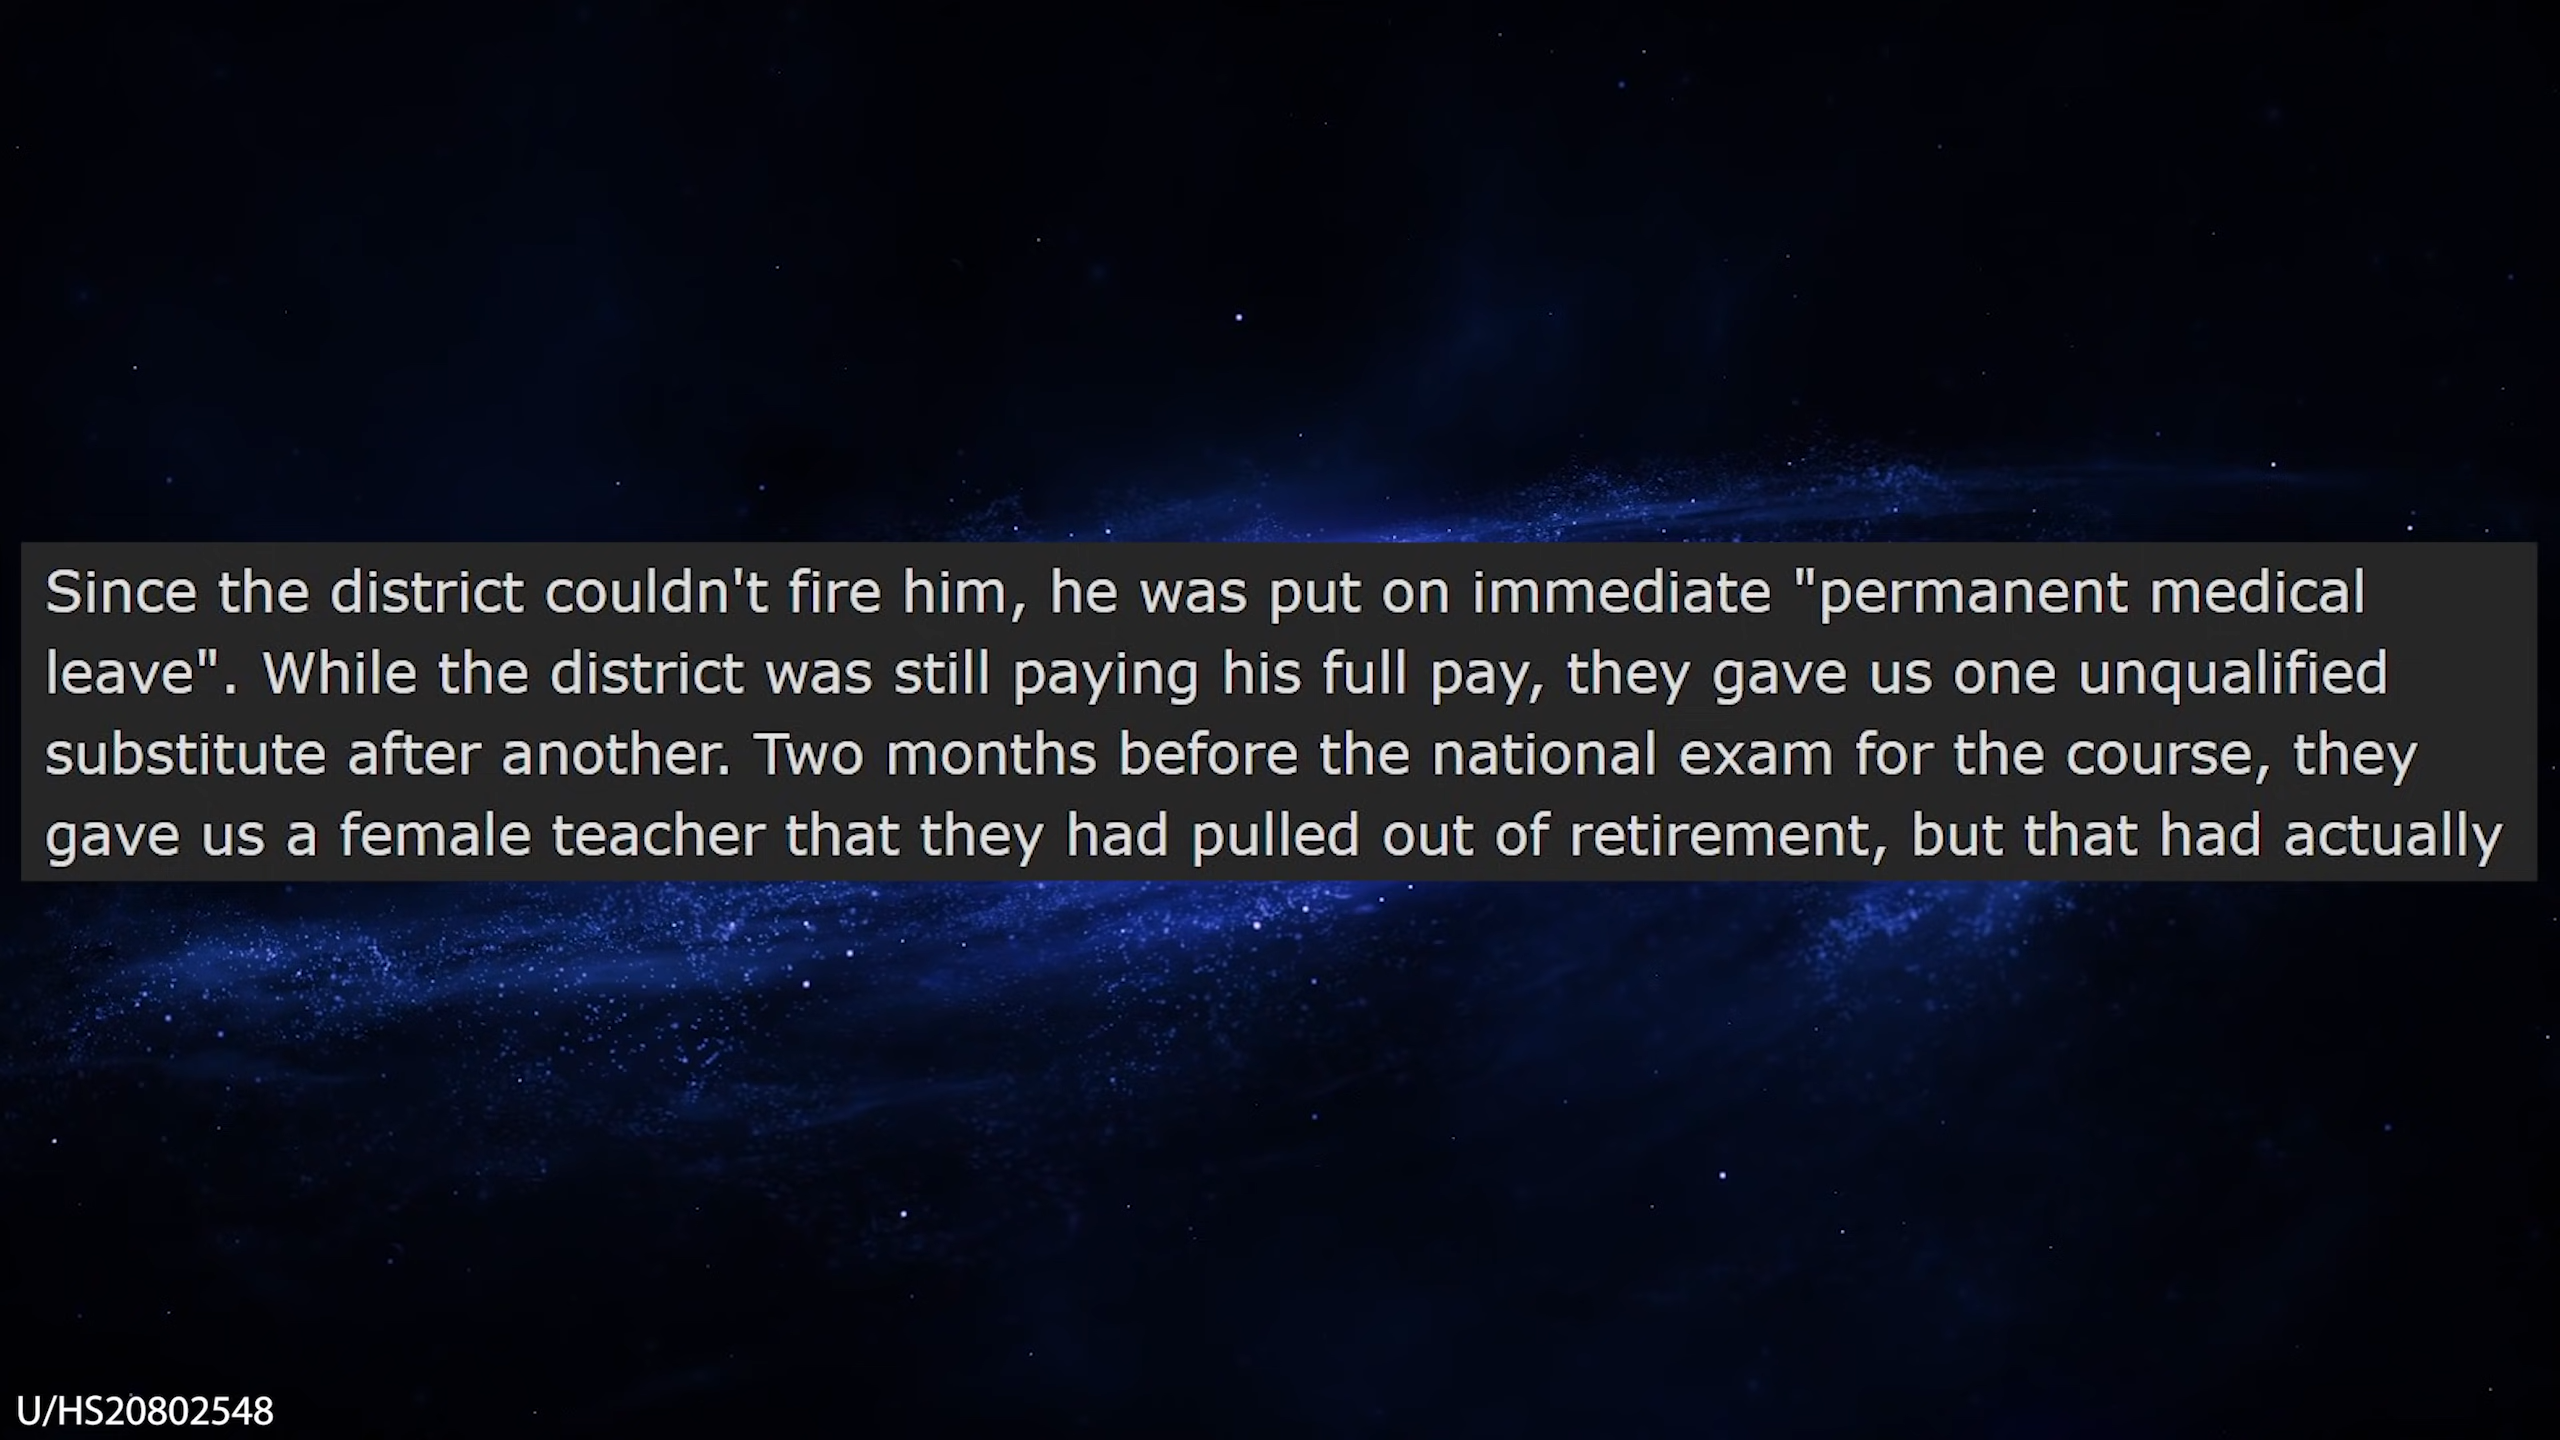 Since the district couldn't fire him, he was put on immediate "permanent medical
leave". While the district was still paying his full pay, they gave us one unqualified
substitute after another. Two months before the national exam for the course, they
gave us a female teacher that they had pulled out of retirement, but that had actually
U/HS20802548